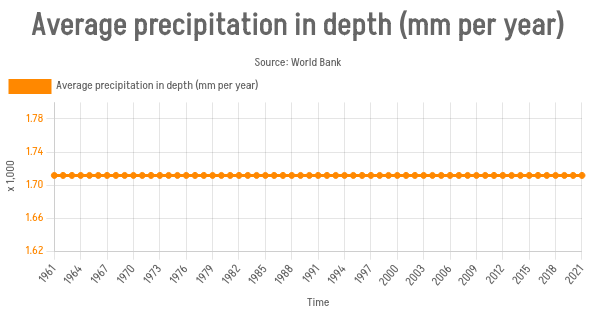 Average precipitation in depth (mm per year)
Source: World Bank
Average precipitation in depth (mm per year)
x 1,000
1.78
1.74
1.70
1.66
1.62
1961 1964 1967 1970 1973 1976 1979 1982 1985 1988 1991 1994 1997 2000 2003 2006 2009 2012 2015 2018 2021
Time